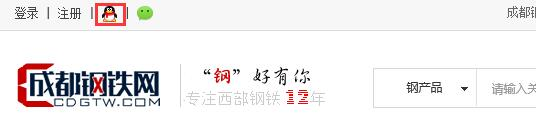 登录 | 注册 | | 成都
成都钢铁网
CDGTW.COM
“钢”好有你
专注西部钢铁 12年
钢产品
请输入关